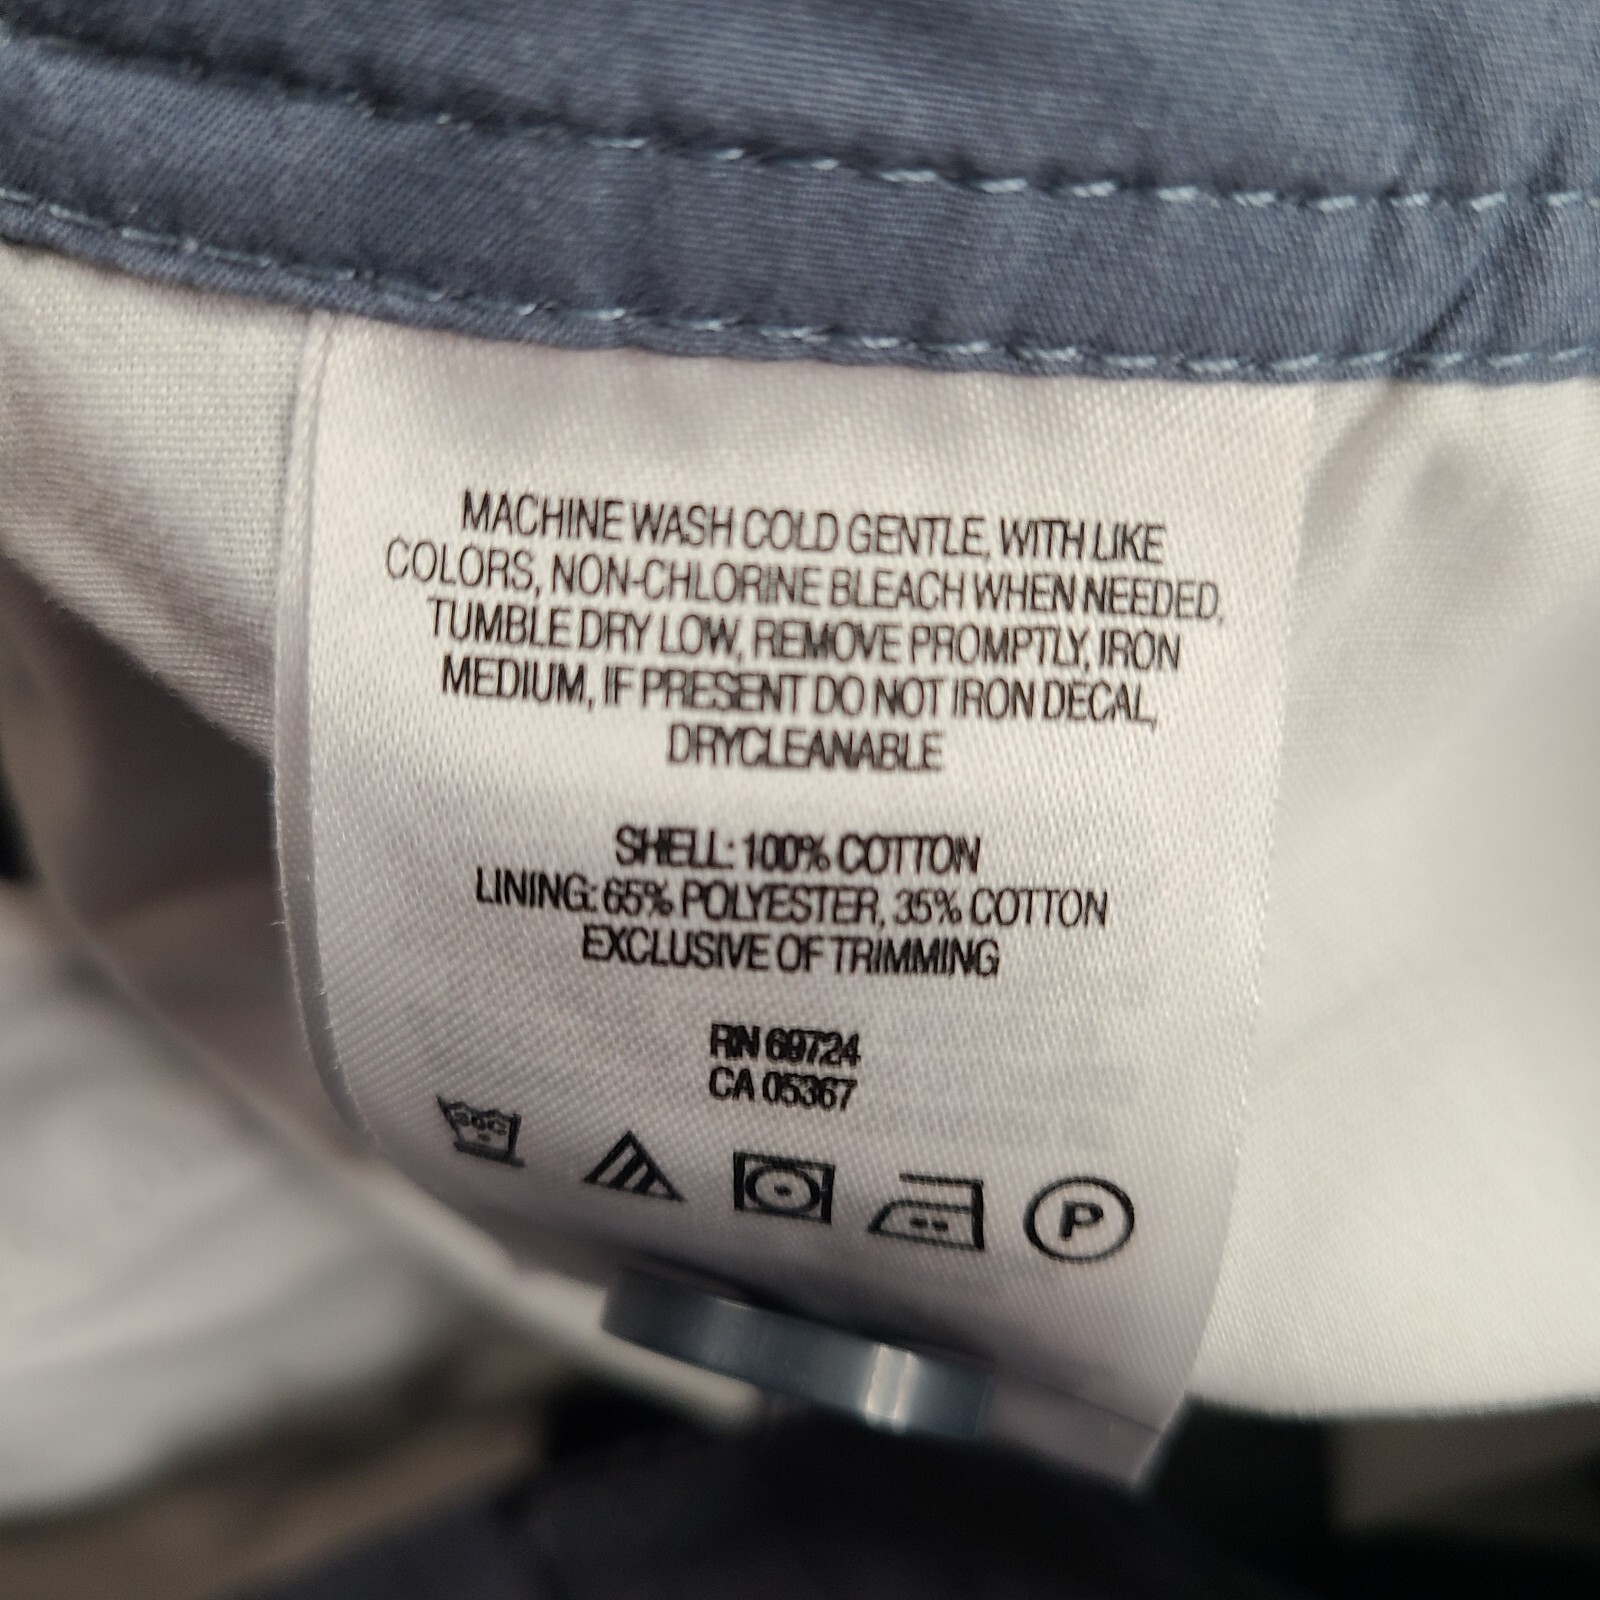 MACHINE WASH COLD GENTLE, WITH LIKE
COLORS, NON-CHLORINE BLEACH WHEN NEEDED,
TUMBLE DRY LOW, REMOVE PROMPTLY, IRON
MEDIUM, IF PRESENT DO NOT IRON DECAL,
DRYCLEANABLE
SHELL: 100% COTTON
LINING: 65% POLYESTER, 35% COTTON
EXCLUSIVE OF TRIMMING
RN 69724
CA 05367
30C P